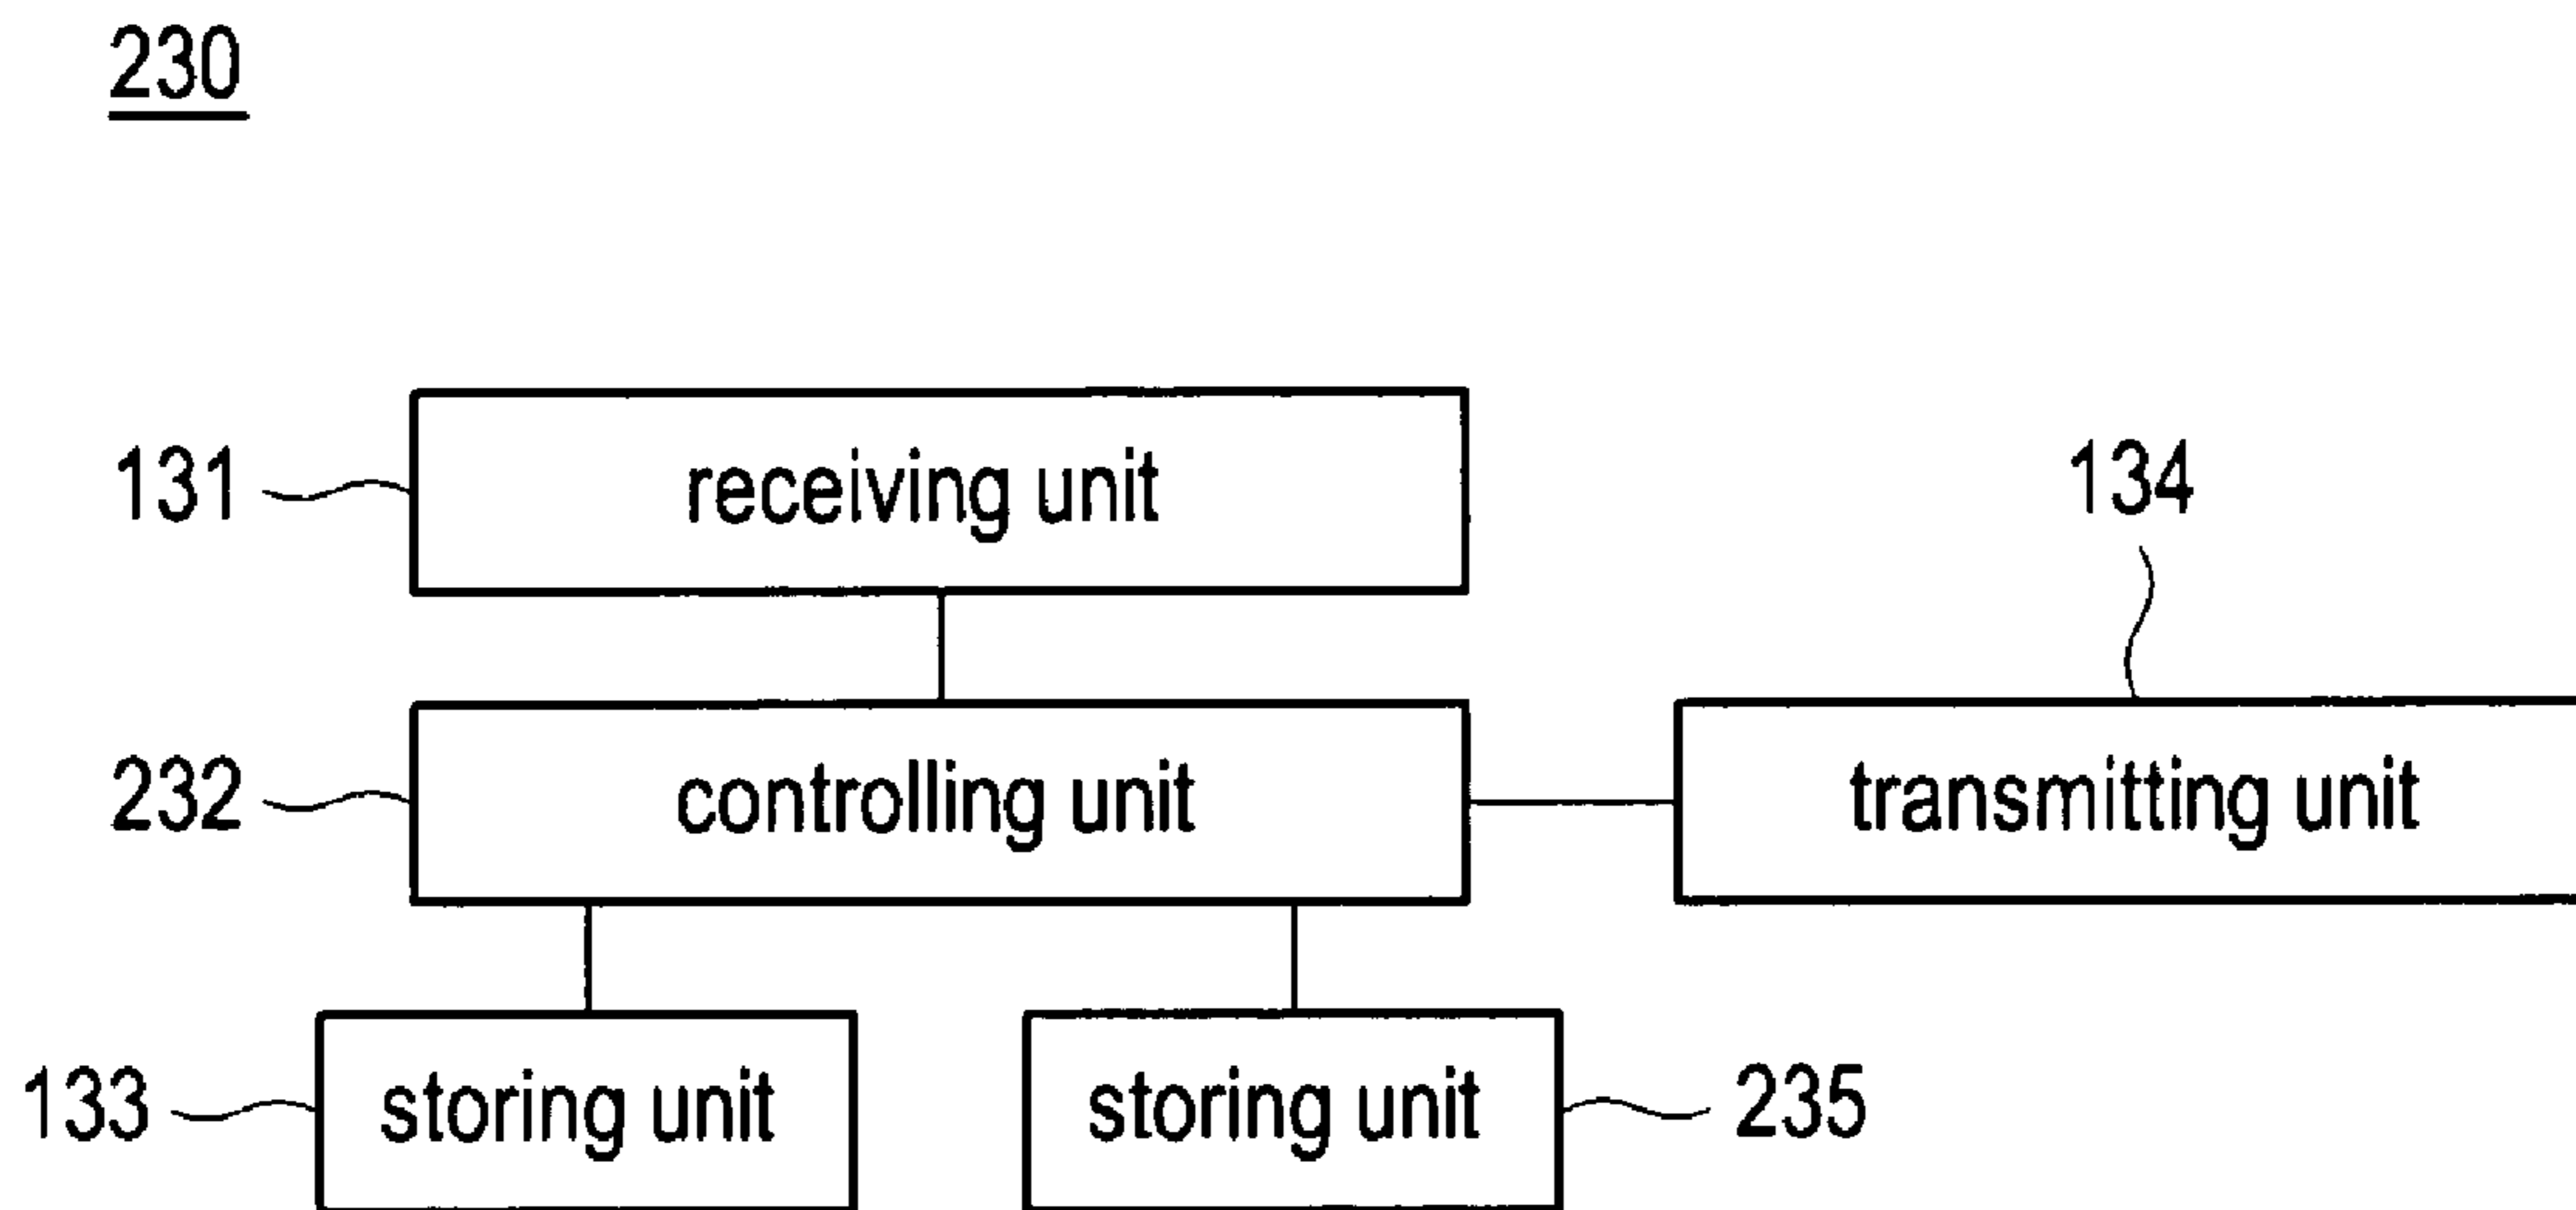 230
131 receiving unit
134
232 controlling unit
transmitting unit
133 storing unit
storing unit 235